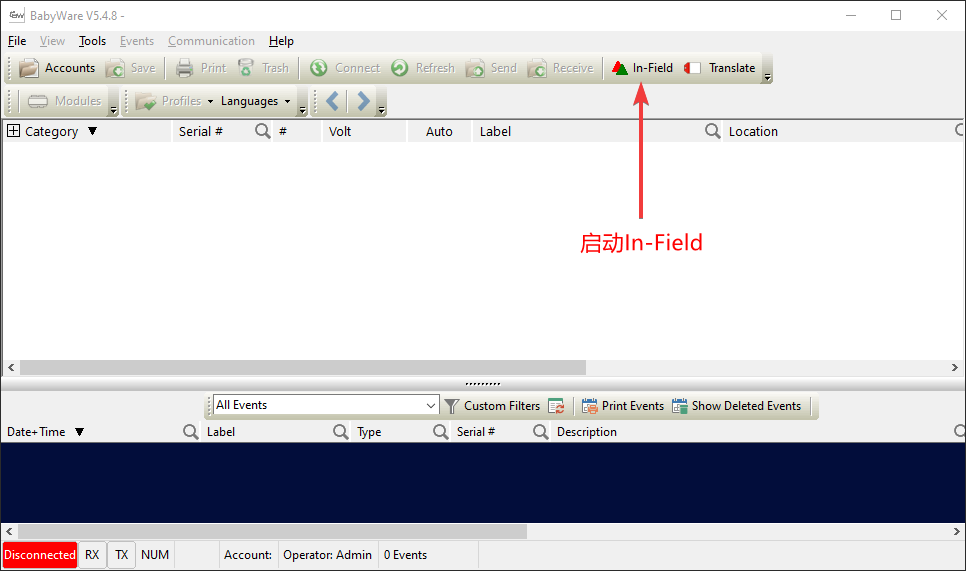 BabyWare V5.4.8 -
File View Tools Events Communication Help
Accounts Save Print Trash Connect Refresh Send Receive In-Field Translate
Modules Profiles Languages
Category Serial # # Volt Auto Label Location
启动In-Field
All Events Custom Filters Print Events Show Deleted Events
Date+Time Label Type Serial # Description
Disconnected RX TX NUM Account: Operator: Admin 0 Events